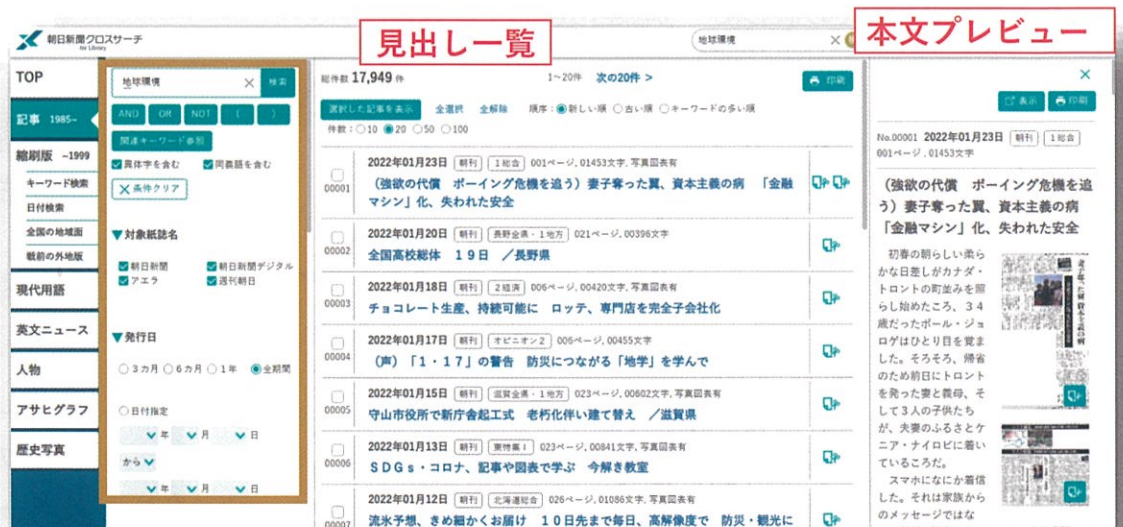 見出し一覧
本文プレビュー
朝日新聞クロスサーチ
for Library
地球環境
TOP
記事 1985~
縮刷版 ~1999
キーワード検索
日付検索
全国の地域面
戦前の外地版
現代用語
英文ニュース
人物
アサヒグラフ
歴史写真
地球環境 × 検索
AND OR NOT ( )
関連キーワード参照
異体字を含む 同義語を含む
× 条件クリア
▼対象紙誌名
朝日新聞 朝日新聞デジタル
アエラ 週刊朝日
▼発行日
3カ月 6カ月 1年 全期間
日付指定
年 月 日
から
年 月 日
総件数 17,949 件 1~20件 次の20件 > 印刷
選択した記事を表示 全選択 全解除 順序: 新しい順 古い順 キーワードの多い順
件数: 10 20 50 100
2022年01月23日 朝刊 1総合 001ページ, 01453文字, 写真図表有
00001
(強欲の代償 ボーイング危機を追う)妻子奪った翼、資本主義の病 「金融
マシン」化、失われた安全
2022年01月20日 朝刊 長野全県・1地方 021ページ, 00396文字
00002
全国高校総体 19日 /長野県
2022年01月18日 朝刊 2経済 006ページ, 00420文字, 写真図表有
00003
チョコレート生産、持続可能に ロッテ、専門店を完全子会社化
2022年01月17日 朝刊 オピニオン2 006ページ, 00455文字
00004
(声)「1・17」の警告 防災につながる「地学」を学んで
2022年01月15日 朝刊 滋賀全県・1地方 023ページ, 00602文字, 写真図表有
00005
守山市役所で新庁舎起工式 老朽化伴い建て替え /滋賀県
2022年01月13日 朝刊 東特集1 023ページ, 00841文字, 写真図表有
00006
SDGs・コロナ、記事や図表で学ぶ 今解き教室
2022年01月12日 朝刊 北海道総合 026ページ, 01086文字, 写真図表有
00007
流氷予想、きめ細かくお届け 10日先まで毎日、高解像度で 防災・観光に
×
表示 印刷
No.00001 2022年01月23日 朝刊 1総合
001ページ, 01453文字
(強欲の代償 ボーイング危機を追
う)妻子奪った翼、資本主義の病
「金融マシン」化、失われた安全
初春の朗らしい柔ら
かな日差しがカナダ・
トロントの町並みを照
らし始めたころ、34
歳だったポール・ジョ
ロゲはひとり目を覚ま
した。そろそろ、帰省
のため前日にトロント
を発った妻と義母、そ
して3人の子供たち
が、夫妻のふるさとケ
ニア・ナイロビに着い
ているころだ。
スマホになにか着信
した。それは家族から
のメッセージではな